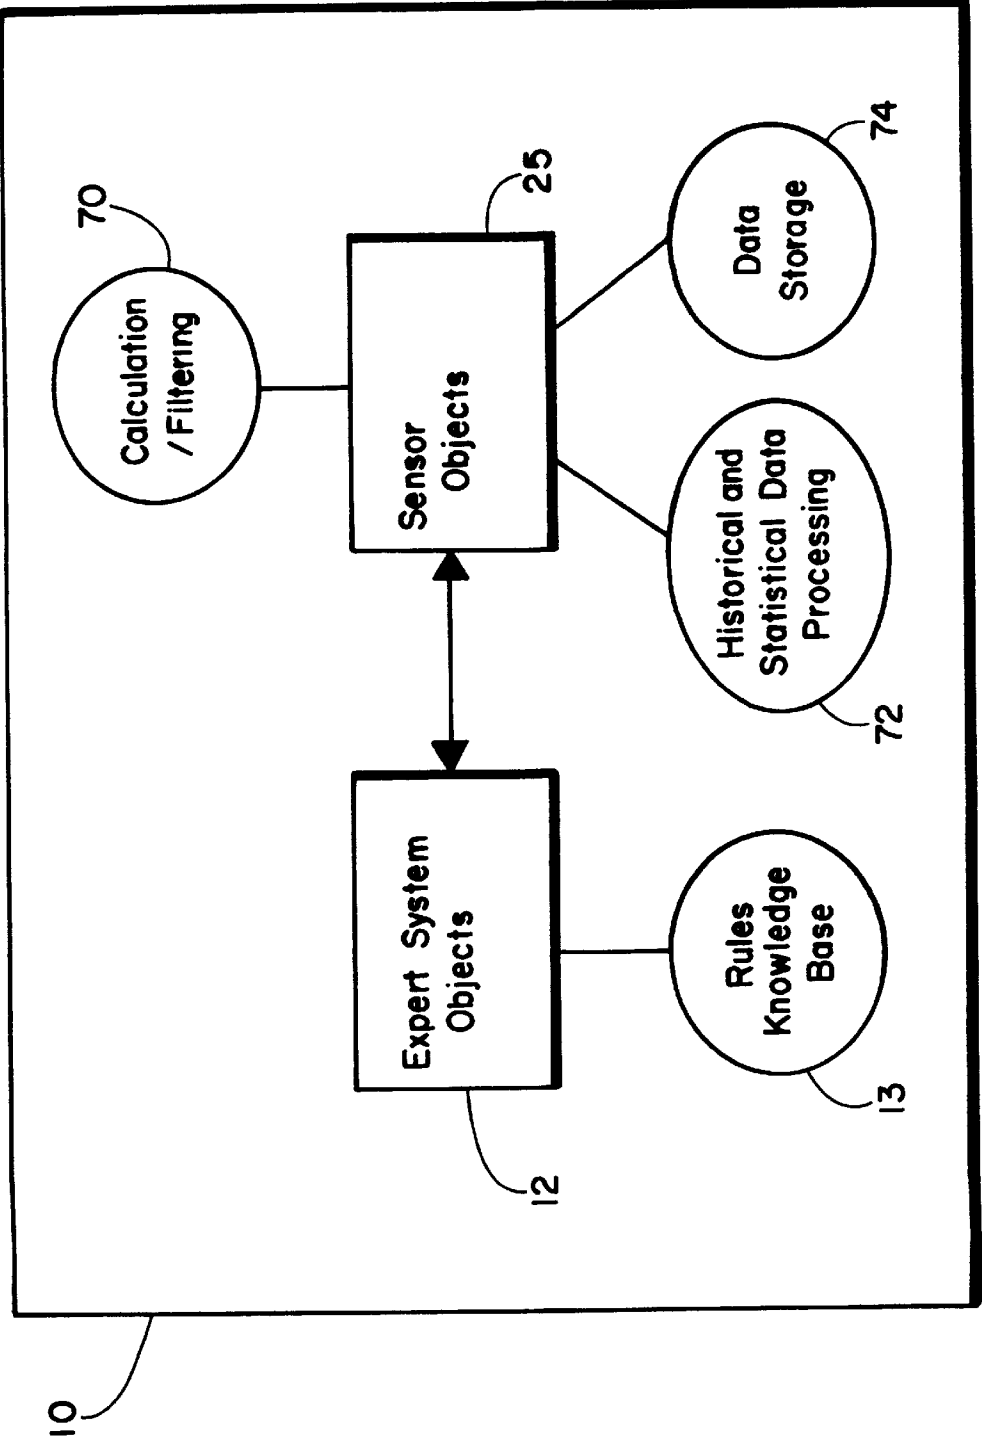 10
70
Calculation
/Filtering
12
Expert System
Objects
Sensor
Objects
25
13
Rules
Knowledge
Base
72
Historical and
Statistical Data
Processing
Data
Storage
74